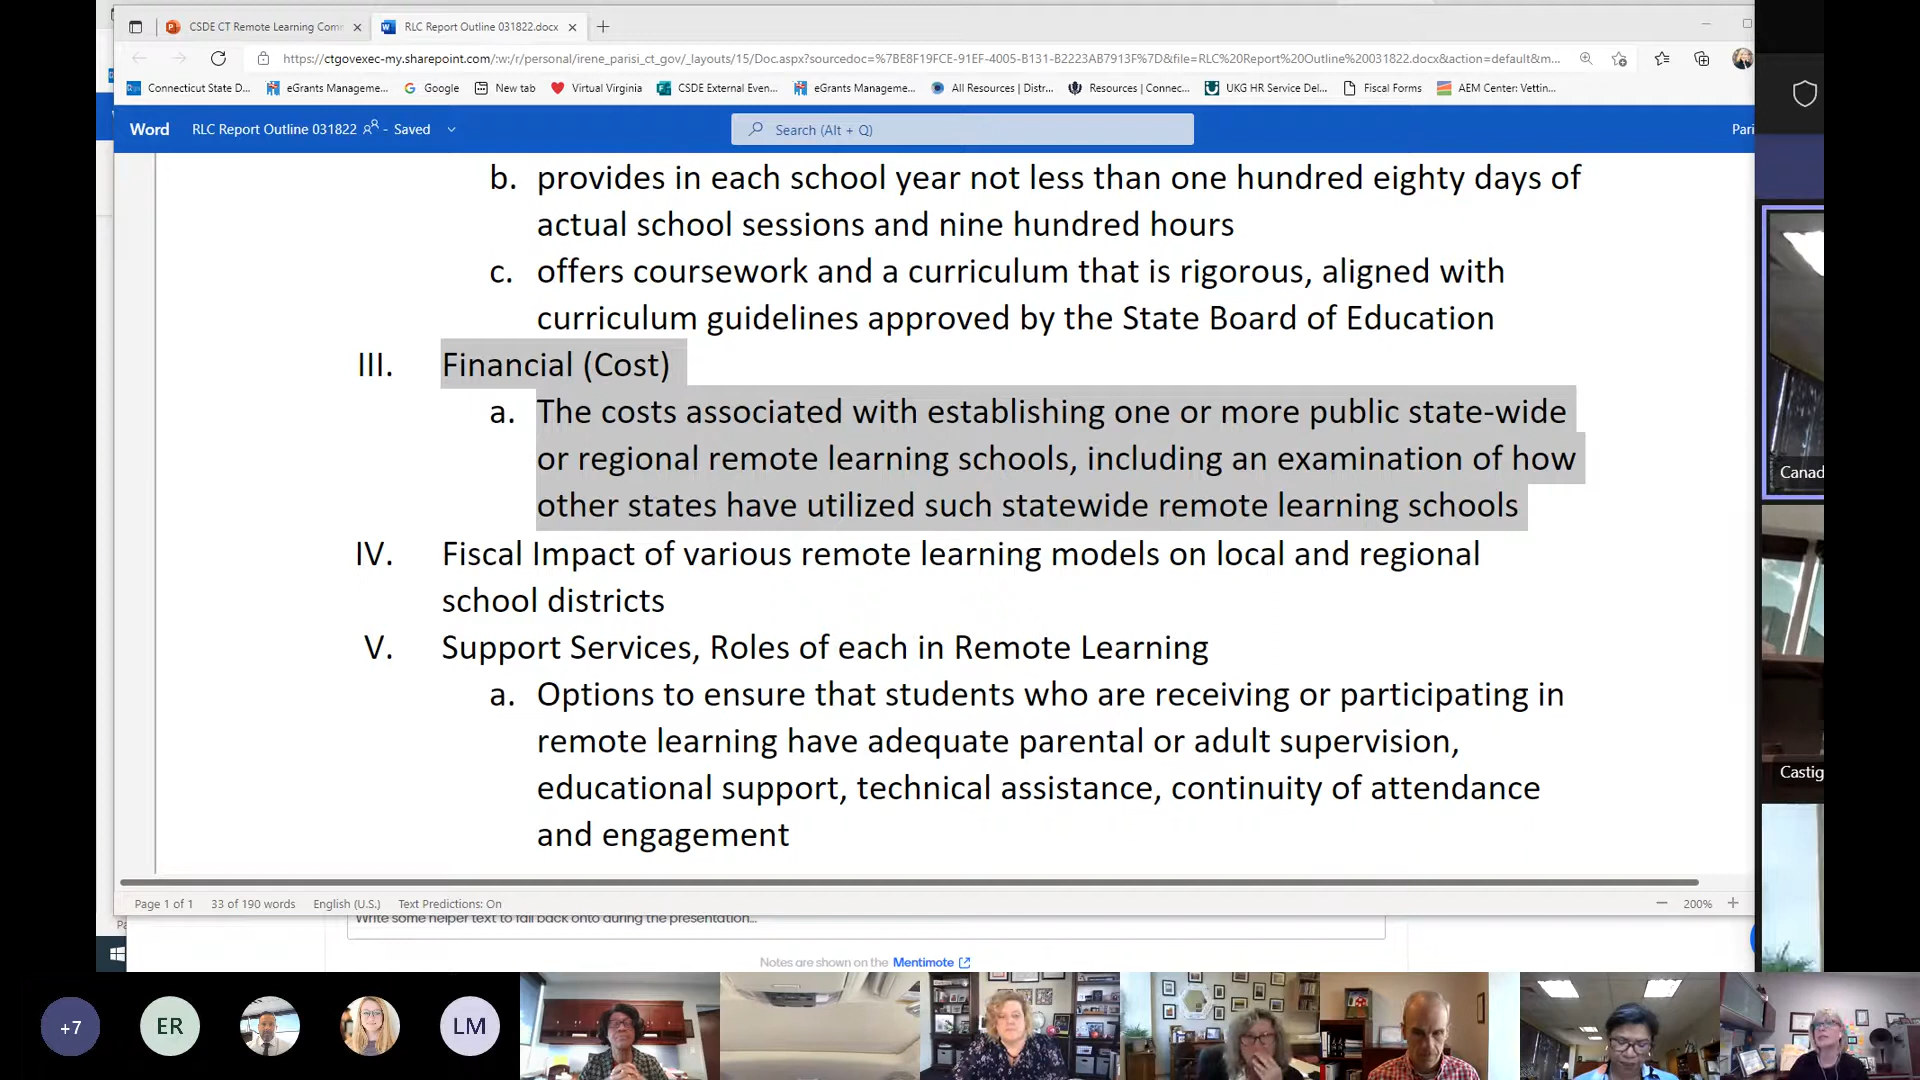 CSDE CT Remote Learning Com
RLC Report Outline 031822.docx
https://ctgovexec-my.sharepoint.com/:w:/r/personal/irene_parisi_ct_gov/_layouts/15/Doc.aspx?sourcedoc=%7BE8F19FCE-91EF-4005-B131-B2223AB7913F%7D&file=RLC%20Report%20Outline%20031822.docx&action=default&m...
Connecticut State D...
eGrants Manageme...
Google
New tab
Virtual Virginia
CSDE External Even...
eGrants Manageme...
All Resources | Distr...
Resources | Connec...
UKG HR Service Del...
Fiscal Forms
AEM Center: Vettin...
Word
RLC Report Outline 031822 - Saved
Search (Alt + Q)
Pari
b. provides in each school year not less than one hundred eighty days of
actual school sessions and nine hundred hours
c. offers coursework and a curriculum that is rigorous, aligned with
curriculum guidelines approved by the State Board of Education
III. Financial (Cost)
a. The costs associated with establishing one or more public state-wide
or regional remote learning schools, including an examination of how
other states have utilized such statewide remote learning schools
IV. Fiscal Impact of various remote learning models on local and regional
school districts
V. Support Services, Roles of each in Remote Learning
a. Options to ensure that students who are receiving or participating in
remote learning have adequate parental or adult supervision,
educational support, technical assistance, continuity of attendance
and engagement
Canad
Castig
Page 1 of 1
33 of 190 words
English (U.S.)
Text Predictions: On
200%
Write some helper text to fall back onto during the presentation...
Notes are shown on the Mentimote
+7
ER
LM